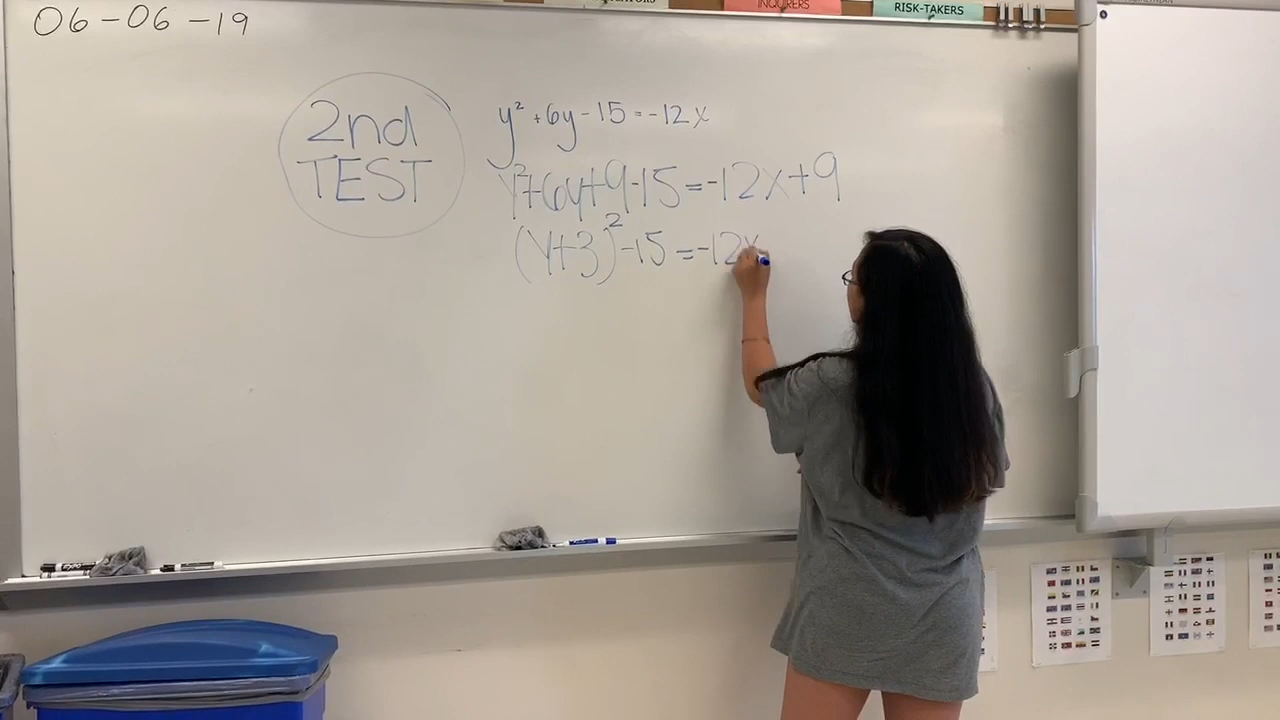 INQUIRERS
RISK-TAKERS
06-06-19
2nd
TEST
y²+6y-15=-12x
y²+6y+9-15=-12x+9
(y+3)²-15=-12x